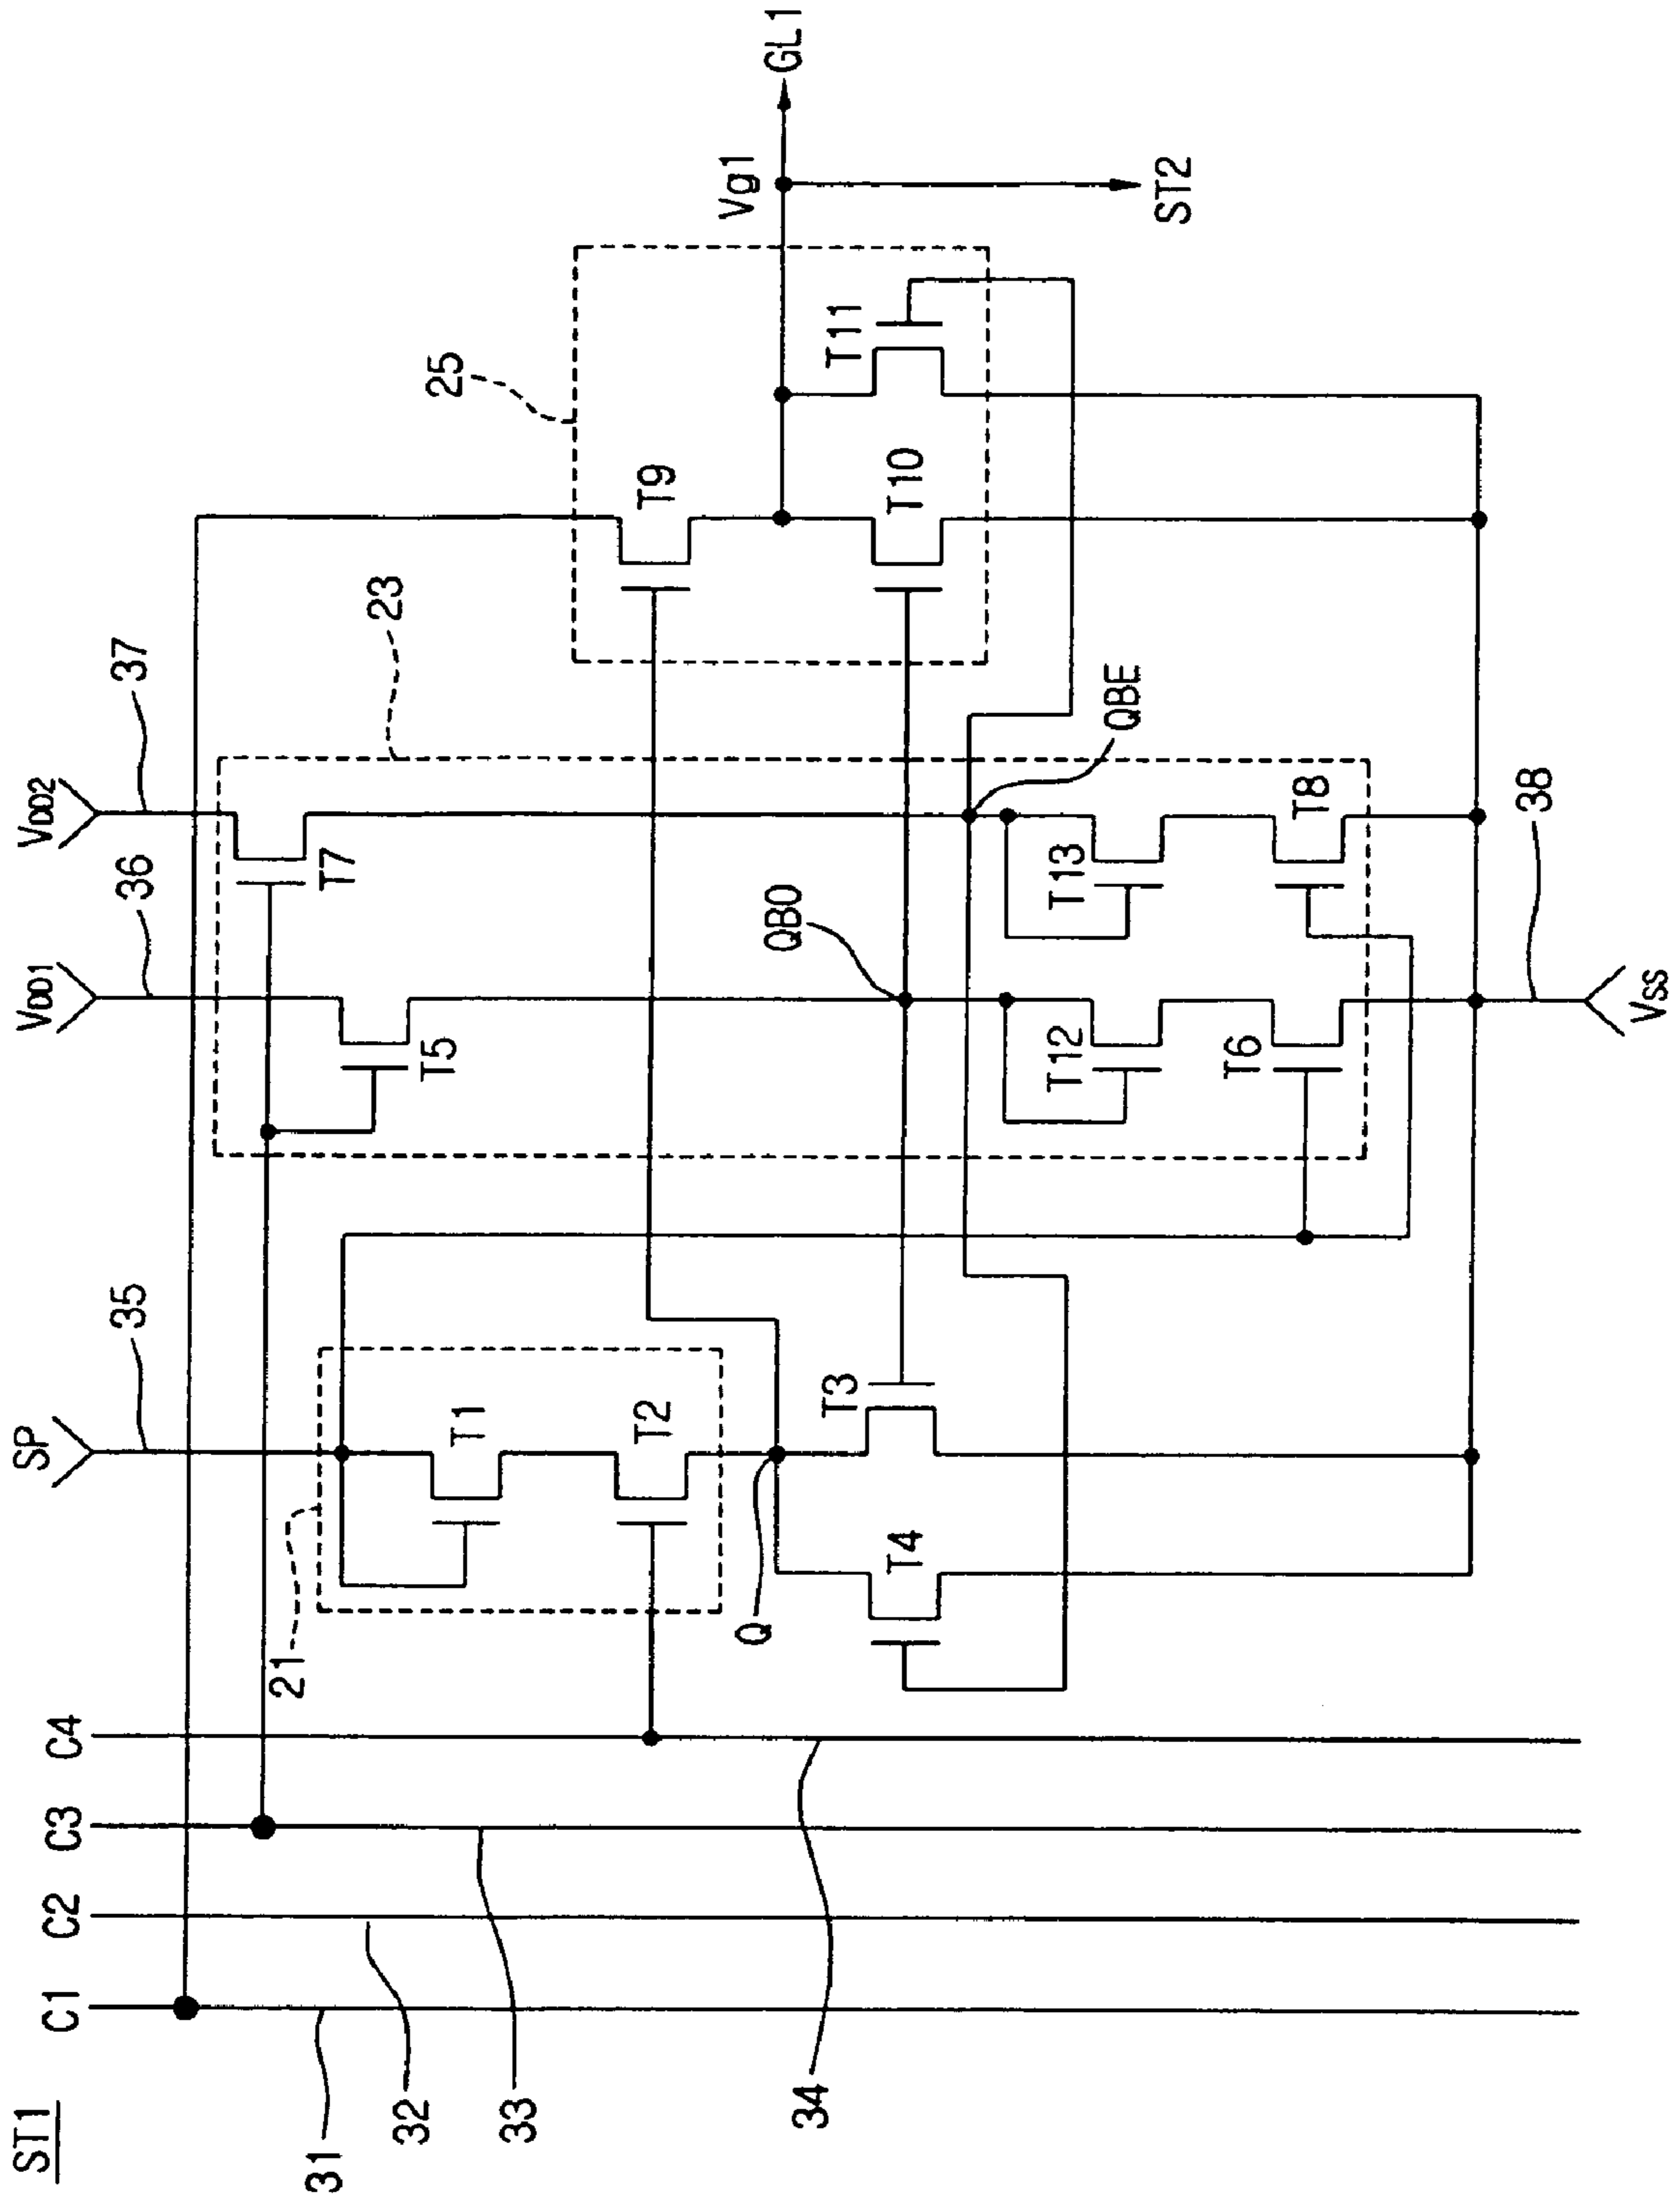 ST1
C1
C2
C3
C4
SP
35
VDD1
36
VDD2
37
31
32
33
34
21
T1
T2
Q
T3
T4
23
T5
T7
QBO
QBE
T12
T13
T6
T8
38
VSS
25
T9
T10
T11
Vg1
GL1
ST2